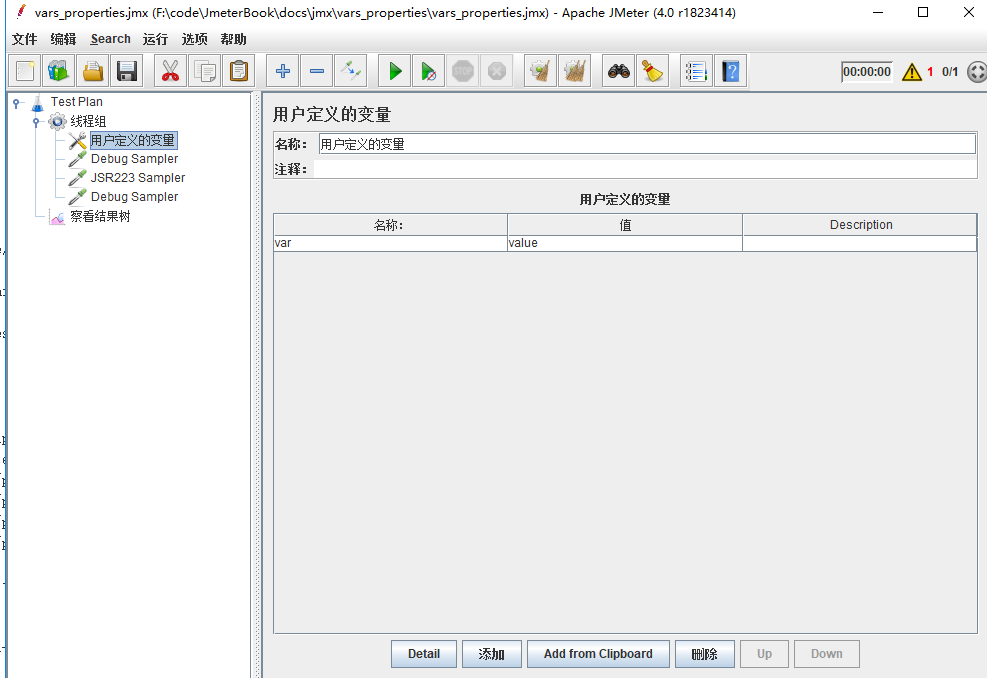 vars_properties.jmx (F:\code\JmeterBook\docs\jmx\vars_properties\vars_properties.jmx) - Apache JMeter (4.0 r1823414)
文件 编辑 Search 运行 选项 帮助
STOP 00:00:00 1 0/1
Test Plan
线程组
用户定义的变量
Debug Sampler
JSR223 Sampler
Debug Sampler
察看结果树
用户定义的变量
名称: 用户定义的变量
注释:
用户定义的变量
名称: 值 Description
var value
Detail 添加 Add from Clipboard 删除 Up Down